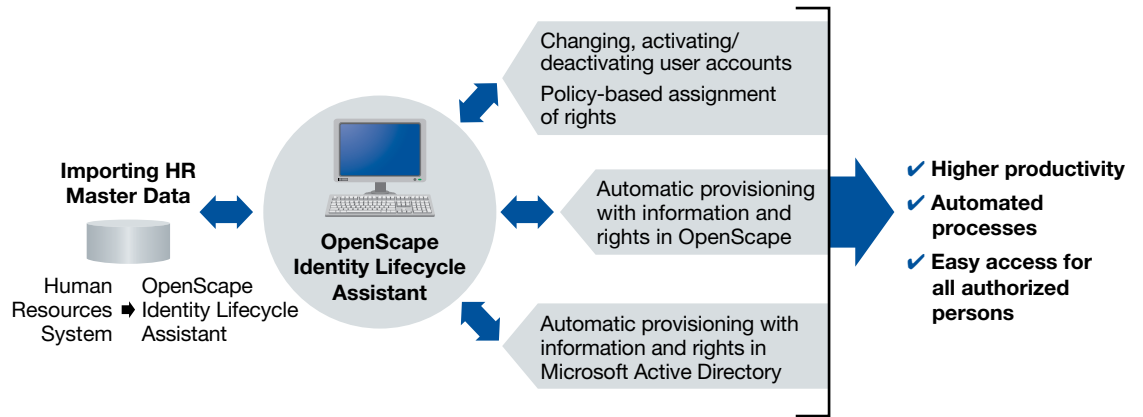 Importing HR
Master Data
Human
Resources
System
OpenScape
Identity Lifecycle
Assistant
OpenScape
Identity Lifecycle
Assistant
Changing, activating/
deactivating user accounts
Policy-based assignment
of rights
Automatic provisioning
with information and
rights in OpenScape
Automatic provisioning with
information and rights in
Microsoft Active Directory
✔ Higher productivity
✔ Automated
processes
✔ Easy access for
all authorized
persons